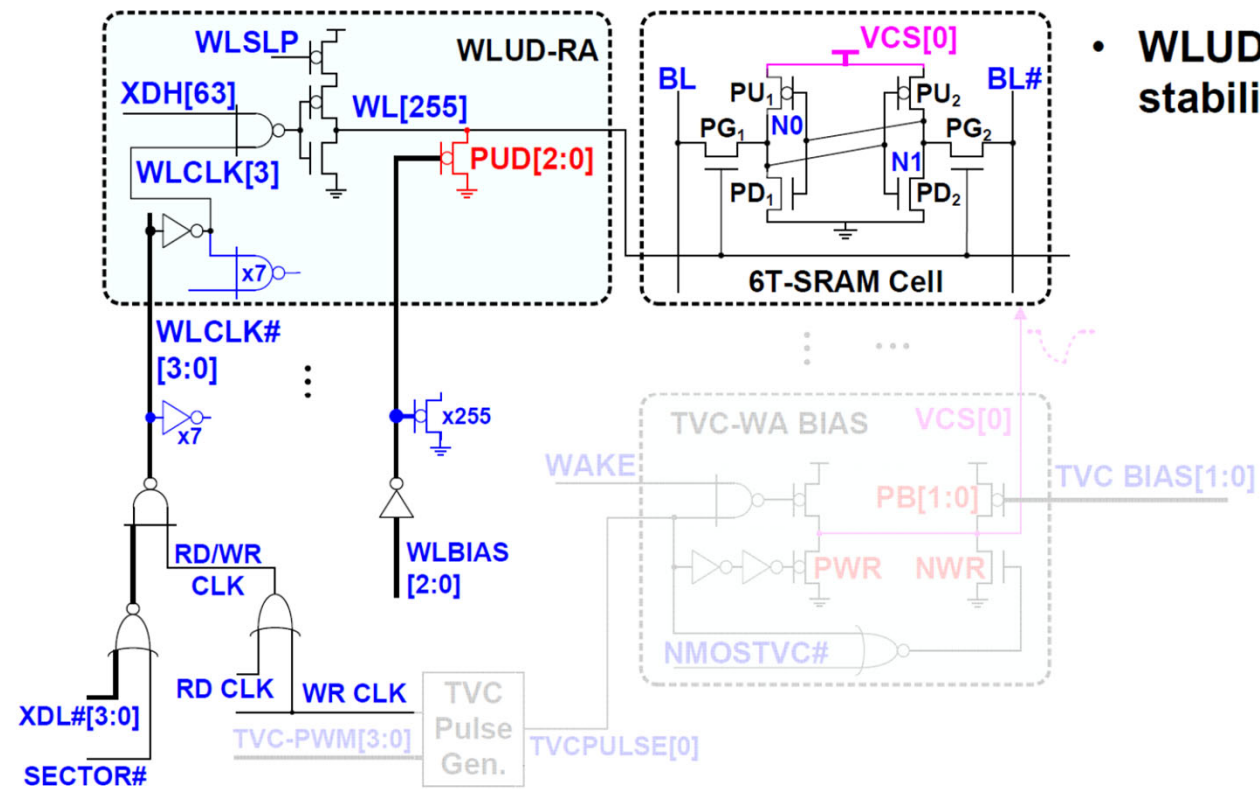 WLSLP
WLUD-RA
XDH[63]
WL[255]
PUD[2:0]
WLCLK[3]
x7
WLCLK#
[3:0]
x7
x255
WLBIAS
[2:0]
RD/WR
CLK
RD CLK
WR CLK
XDL#[3:0]
SECTOR#
TVC-PWM[3:0]
TVC
Pulse
Gen.
TVCPULSE[0]
VCS[0]
BL
BL#
PU1
PU2
PG1
N0
PG2
N1
PD1
PD2
6T-SRAM Cell
TVC-WA BIAS
VCS[0]
WAKE
PB[1:0]
TVC BIAS[1:0]
PWR
NWR
NMOSTVC#
• WLUD
stabili